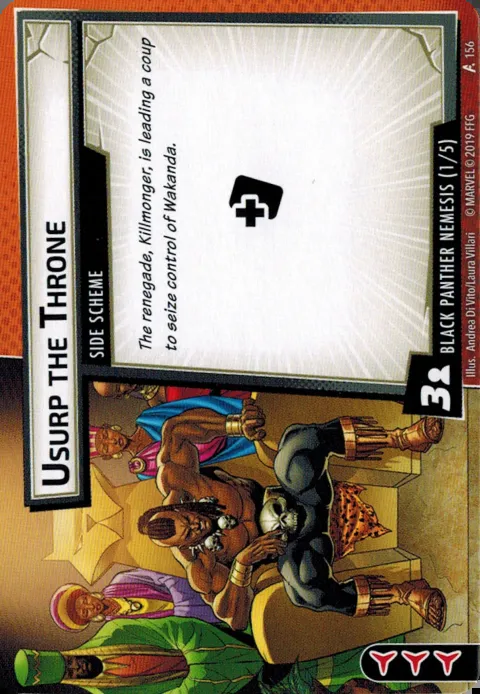 USURP THE THRONE
SIDE SCHEME
The renegade, Killmonger, is leading a coup
to seize control of Wakanda.
3
BLACK PANTHER NEMESIS (1/5)
Illus. Andrea Di Vito/Laura Villari © MARVEL © 2019 FFG 156